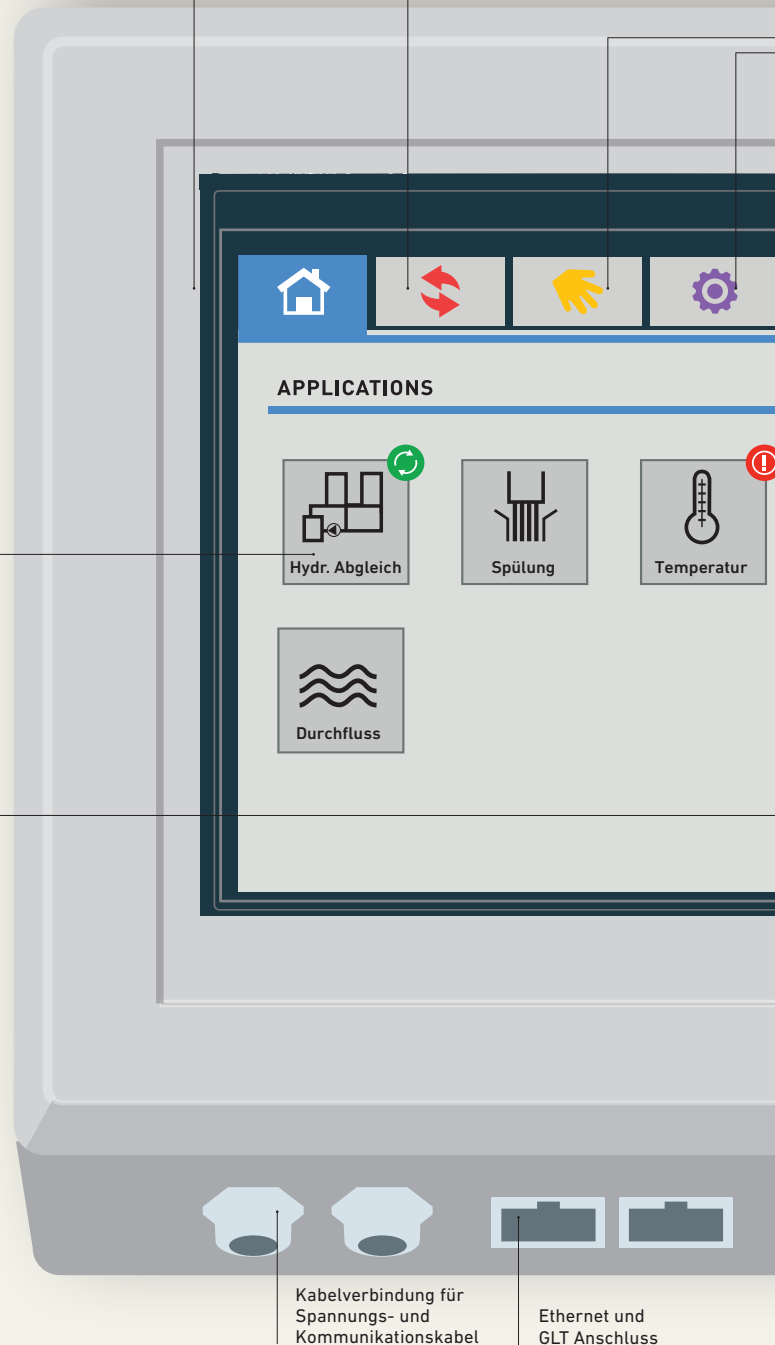 APPLICATIONS
Hydr. Abgleich
Spülung
Temperatur
Durchfluss
Kabelverbindung für
Spannungs- und
Kommunikationskabel
Ethernet und
GLT Anschluss